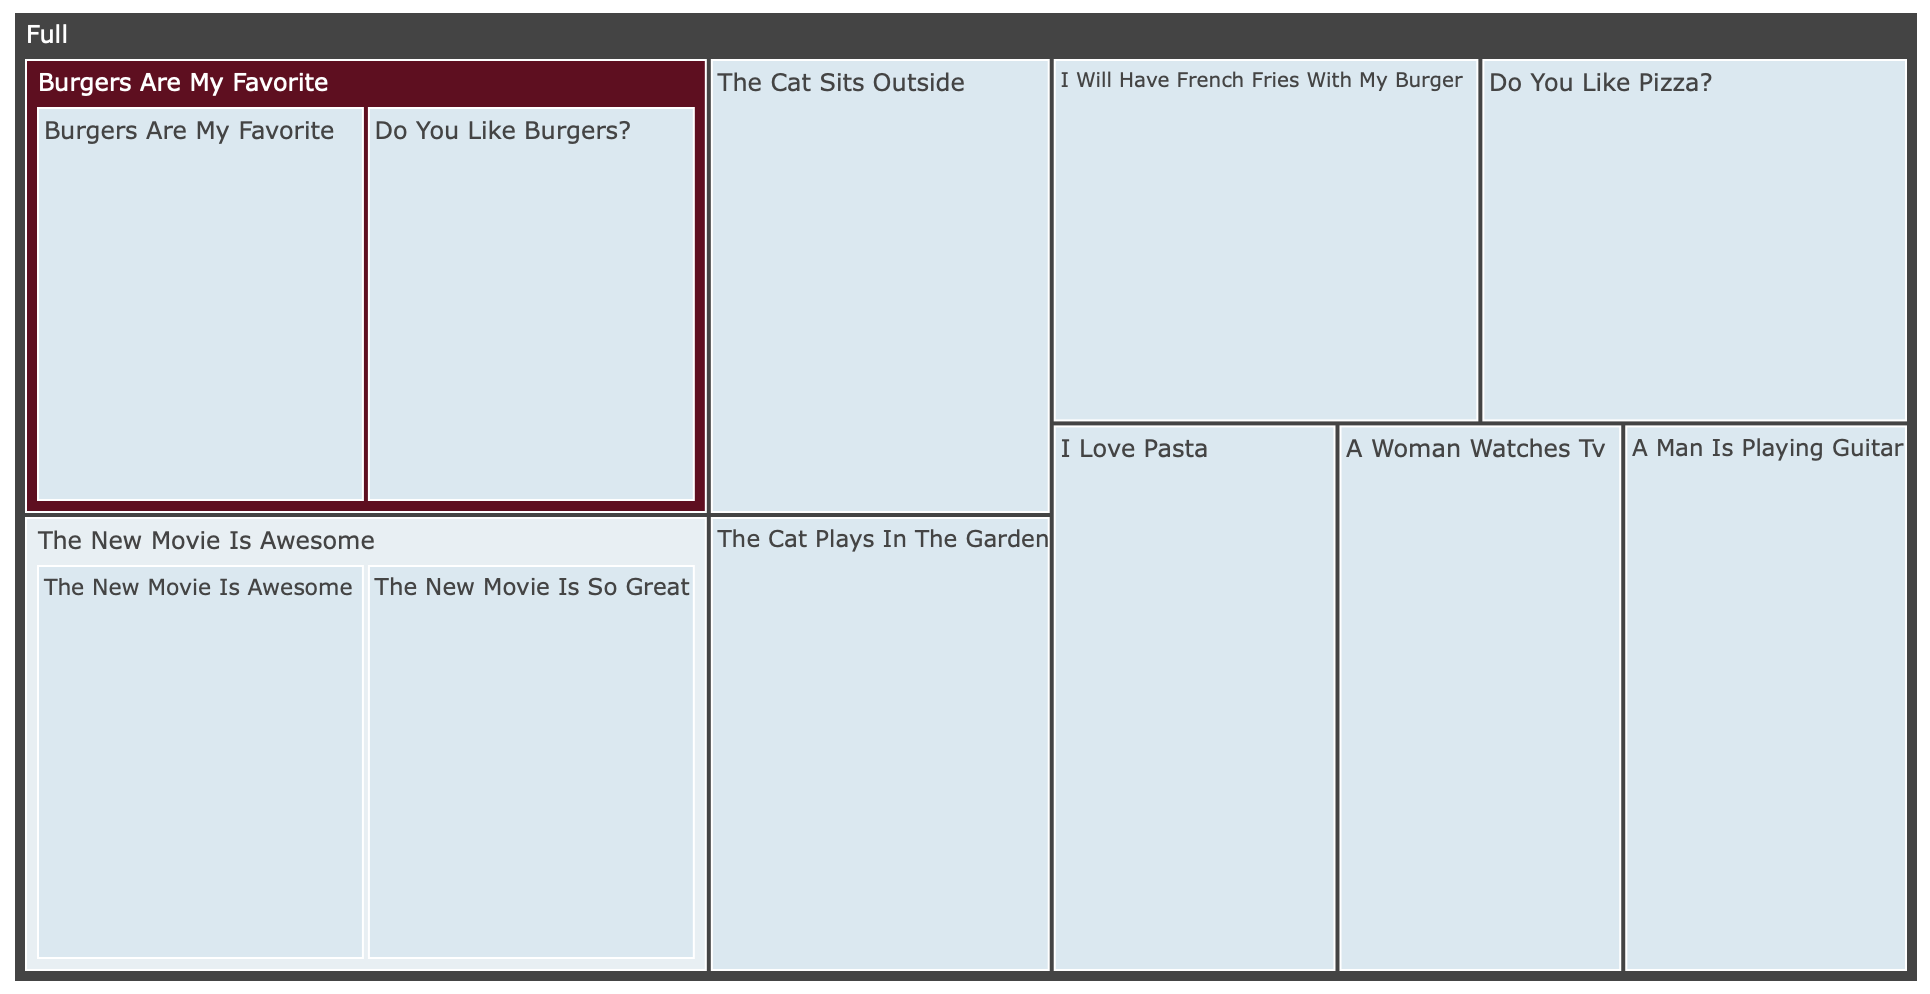 Full
Burgers Are My Favorite
Burgers Are My Favorite
Do You Like Burgers?
The New Movie Is Awesome
The New Movie Is Awesome
The New Movie Is So Great
The Cat Sits Outside
The Cat Plays In The Garden
I Will Have French Fries With My Burger
Do You Like Pizza?
I Love Pasta
A Woman Watches Tv
A Man Is Playing Guitar